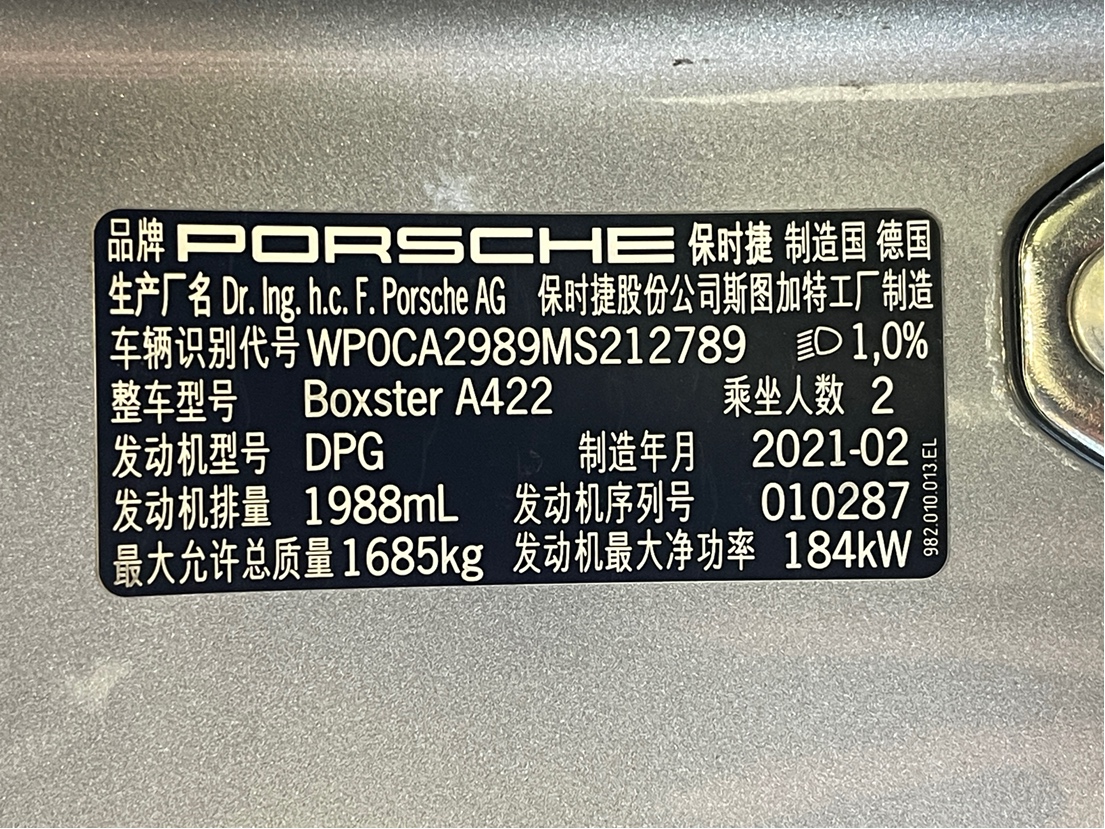 品牌 PORSCHE 保时捷 制造国 德国
生产厂名 Dr. Ing. h.c. F. Porsche AG 保时捷股份公司斯图加特工厂制造
车辆识别代号 WP0CA2989MS212789 1,0%
整车型号 Boxster A422 乘坐人数 2
发动机型号 DPG 制造年月 2021-02
发动机排量 1988mL 发动机序列号 010287
最大允许总质量 1685kg 发动机最大净功率 184kW
982.010.013.EL